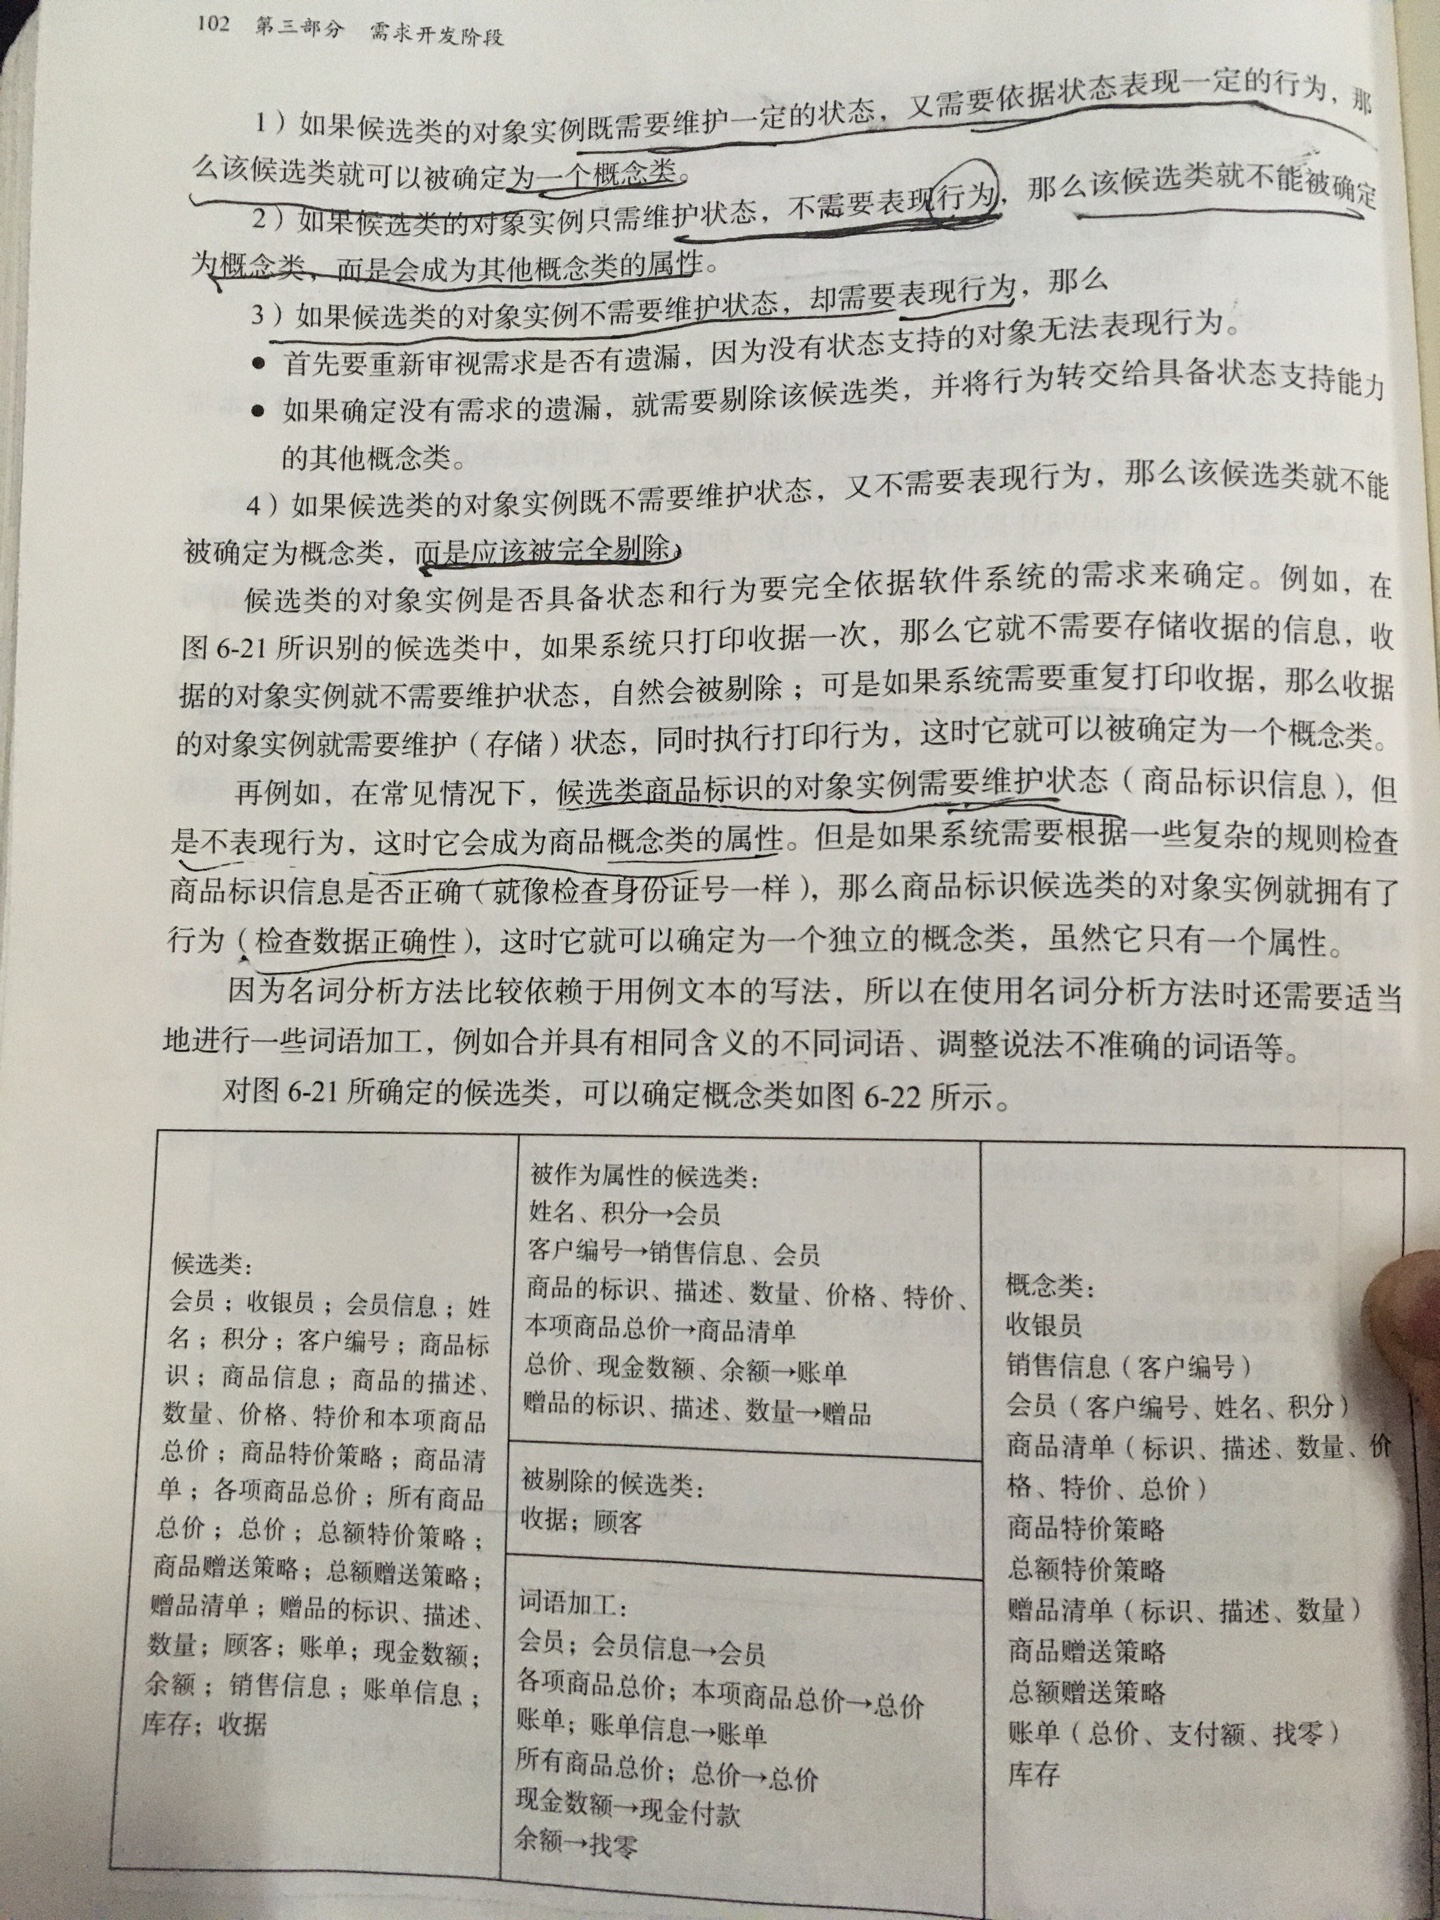 102 第三部分 需求开发阶段
1）如果候选类的对象实例既需要维护一定的状态，又需要依据状态表现一定的行为，那
么该候选类就可以被确定为一个概念类。
2）如果候选类的对象实例只需维护状态，不需要表现行为，那么该候选类就不能被确定
为概念类，而是会成为其他概念类的属性。
3）如果候选类的对象实例不需要维护状态，却需要表现行为，那么
● 首先要重新审视需求是否有遗漏，因为没有状态支持的对象无法表现行为。
● 如果确定没有需求的遗漏，就需要剔除该候选类，并将行为转交给具备状态支持能力
的其他概念类。
4）如果候选类的对象实例既不需要维护状态，又不需要表现行为，那么该候选类就不能
被确定为概念类，而是应该被完全剔除。
候选类的对象实例是否具备状态和行为要完全依据软件系统的需求来确定。例如，在
图 6-21 所识别的候选类中，如果系统只打印收据一次，那么它就不需要存储收据的信息，收
据的对象实例就不需要维护状态，自然会被剔除；可是如果系统需要重复打印收据，那么收据
的对象实例就需要维护（存储）状态，同时执行打印行为，这时它就可以被确定为一个概念类。
再例如，在常见情况下，候选类商品标识的对象实例需要维护状态（商品标识信息），但
是不表现行为，这时它会成为商品概念类的属性。但是如果系统需要根据一些复杂的规则检查
商品标识信息是否正确（就像检查身份证号一样），那么商品标识候选类的对象实例就拥有了
行为（检查数据正确性），这时它就可以确定为一个独立的概念类，虽然它只有一个属性。
因为名词分析方法比较依赖于用例文本的写法，所以在使用名词分析方法时还需要适当
地进行一些词语加工，例如合并具有相同含义的不同词语、调整说法不准确的词语等。
对图 6-21 所确定的候选类，可以确定概念类如图 6-22 所示。
候选类：
会员；收银员；会员信息；姓
名；积分；客户编号；商品标
识；商品信息；商品的描述、
数量、价格、特价和本项商品
总价；商品特价策略；商品清
单；各项商品总价；所有商品
总价；总价；总额特价策略；
商品赠送策略；总额赠送策略；
赠品清单；赠品的标识、描述、
数量；顾客；账单；现金数额；
余额；销售信息；账单信息；
库存；收据
被作为属性的候选类：
姓名、积分→会员
客户编号→销售信息、会员
商品的标识、描述、数量、价格、特价、
本项商品总价→商品清单
总价、现金数额、余额→账单
赠品的标识、描述、数量→赠品
被剔除的候选类：
收据；顾客
词语加工：
会员；会员信息→会员
各项商品总价；本项商品总价→总价
账单；账单信息→账单
所有商品总价；总价→总价
现金数额→现金付款
余额→找零
概念类：
收银员
销售信息（客户编号）
会员（客户编号、姓名、积分）
商品清单（标识、描述、数量、价
格、特价、总价）
商品特价策略
总额特价策略
赠品清单（标识、描述、数量）
商品赠送策略
总额赠送策略
账单（总价、支付额、找零）
库存